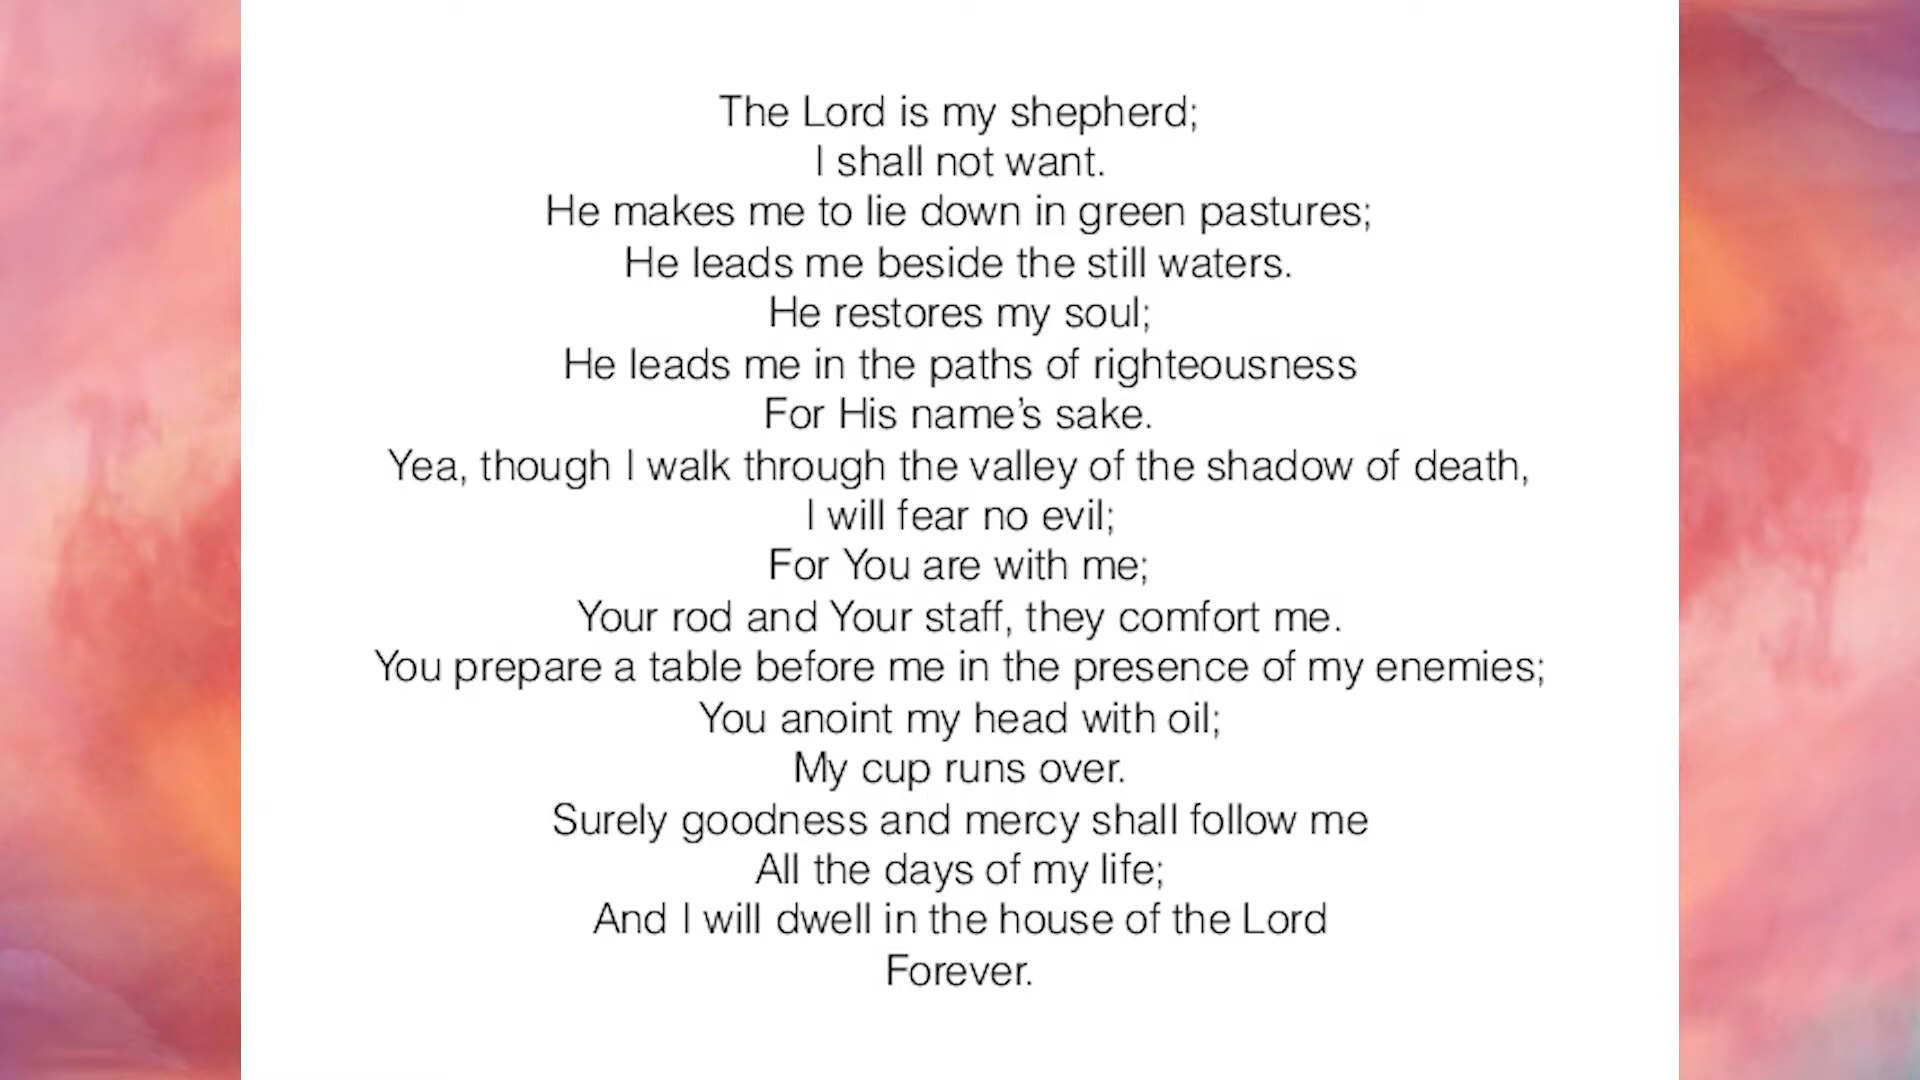 The Lord is my shepherd;
I shall not want.
He makes me to lie down in green pastures;
He leads me beside the still waters.
He restores my soul;
He leads me in the paths of righteousness
For His name’s sake.
Yea, though I walk through the valley of the shadow of death,
I will fear no evil;
For You are with me;
Your rod and Your staff, they comfort me.
You prepare a table before me in the presence of my enemies;
You anoint my head with oil;
My cup runs over.
Surely goodness and mercy shall follow me
All the days of my life;
And I will dwell in the house of the Lord
Forever.